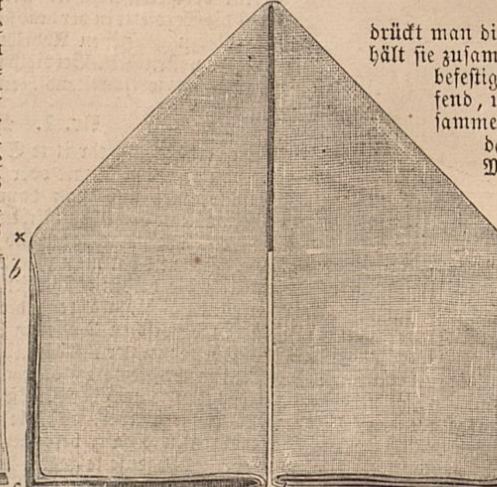 drückt man di
hält sie zusam
befestig
fend,
samme
de
×
b